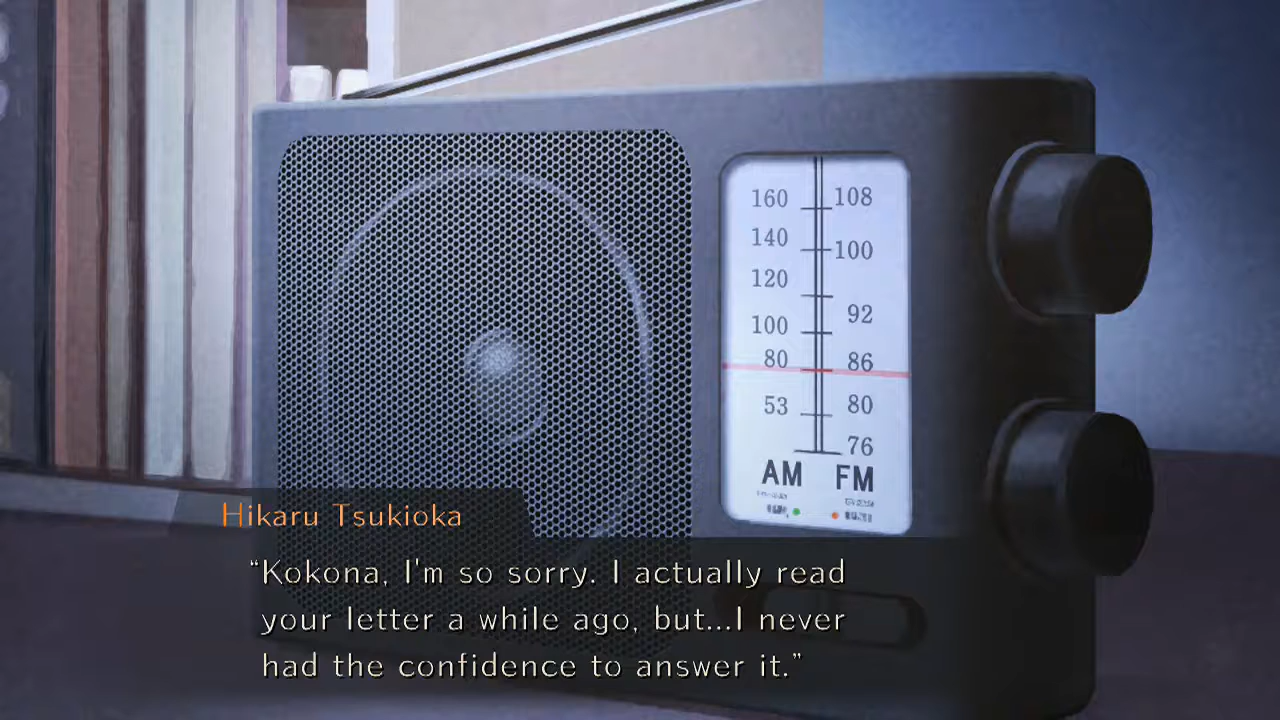 160 108
140 100
120
100 92
80 86
53 80
76
AM FM
Hikaru Tsukioka
“Kokona, I'm so sorry. I actually read
your letter a while ago, but...I never
had the confidence to answer it.”